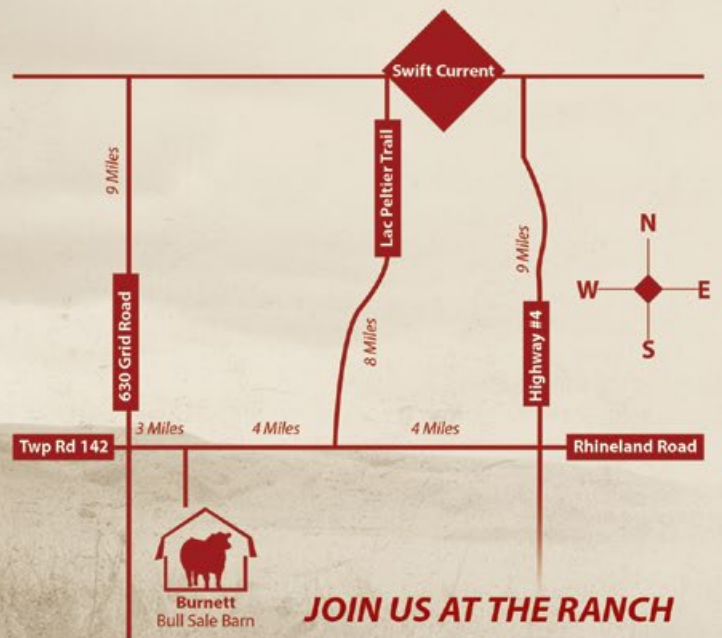 Swift Current
9 Miles
Lac Peltier Trail
9 Miles
N
W
E
S
630 Grid Road
8 Miles
Highway #4
3 Miles
4 Miles
4 Miles
Twp Rd 142
Rhineland Road
Burnett
Bull Sale Barn
JOIN US AT THE RANCH